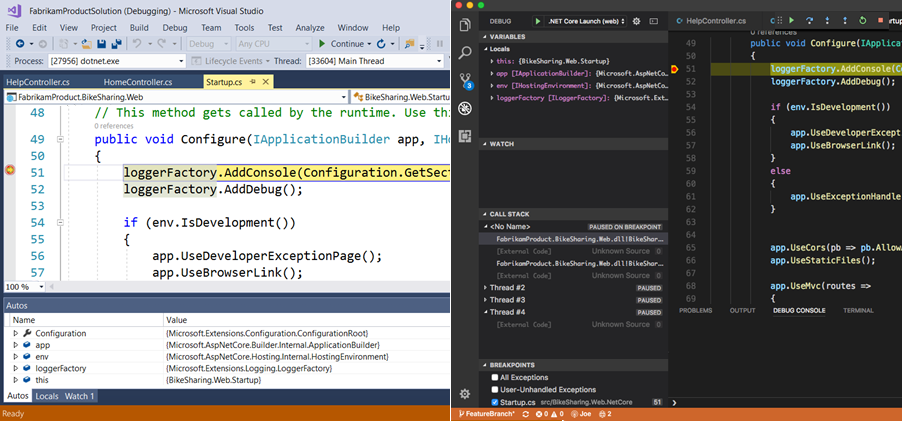 FabrikamProductSolution (Debugging) - Microsoft Visual Studio
File Edit View Project Build Debug Team Tools Test Analyze Window Help
Debug Any CPU Continue
Process: [27956] dotnet.exe Lifecycle Events Thread: [33604] Main Thread
HelpController.cs HomeController.cs Startup.cs
FabrikamProduct.BikeSharing.Web BikeSharing.Web.Startu
48 // This method gets called by the runtime. Use thi
0 references
49 public void Configure(IApplicationBuilder app, IHo
50 {
51 loggerFactory.AddConsole(Configuration.GetSect
52 loggerFactory.AddDebug();
53
54 if (env.IsDevelopment())
55 {
56 app.UseDeveloperExceptionPage();
57 app.UseBrowserLink();
100 %
Autos
Name Value
Configuration {Microsoft.Extensions.Configuration.ConfigurationRoot}
app {Microsoft.AspNetCore.Builder.Internal.ApplicationBuilder}
env {Microsoft.AspNetCore.Hosting.Internal.HostingEnvironment}
loggerFactory {Microsoft.Extensions.Logging.LoggerFactory}
this {BikeSharing.Web.Startup}
Autos Locals Watch 1
Ready
DEBUG .NET Core Launch (web)
VARIABLES
Locals
this: {BikeSharing.Web.Startup}
app [IApplicationBuilder]: {Microsoft.AspNetCo…
env [IHostingEnvironment]: {Microsoft.AspNetCo…
loggerFactory [ILoggerFactory]: {Microsoft.Ext…
3
WATCH
CALL STACK
<No Name> PAUSED ON BREAKPOINT
FabrikamProduct.BikeSharing.Web.dll!BikeShar…
[External Code] Unknown Source 0
FabrikamProduct.BikeSharing.Web.dll!BikeShar…
[External Code] Unknown Source 0
Thread #2 PAUSED
Thread #3 PAUSED
Thread #4 PAUSED
[External Code] Unknown Source 0
BREAKPOINTS
All Exceptions
User-Unhandled Exceptions
Startup.cs src/BikeSharing.Web.NetCore 51
HelpController.cs
0 references
49 public void Configure(IApplica
50 {
51 loggerFactory.AddConsole(C
52 loggerFactory.AddDebug();
53
54 if (env.IsDevelopment())
55 {
56 app.UseDeveloperExcept
57 app.UseBrowserLink();
58 }
59 else
60 {
61 app.UseExceptionHandle
62 }
65 app.UseCors(pb => pb.Allow
66 app.UseStaticFiles();
67
68 app.UseMvc(routes =>
69 {
PROBLEMS OUTPUT DEBUG CONSOLE TERMINAL
FeatureBranch* 0 0 Joe 2